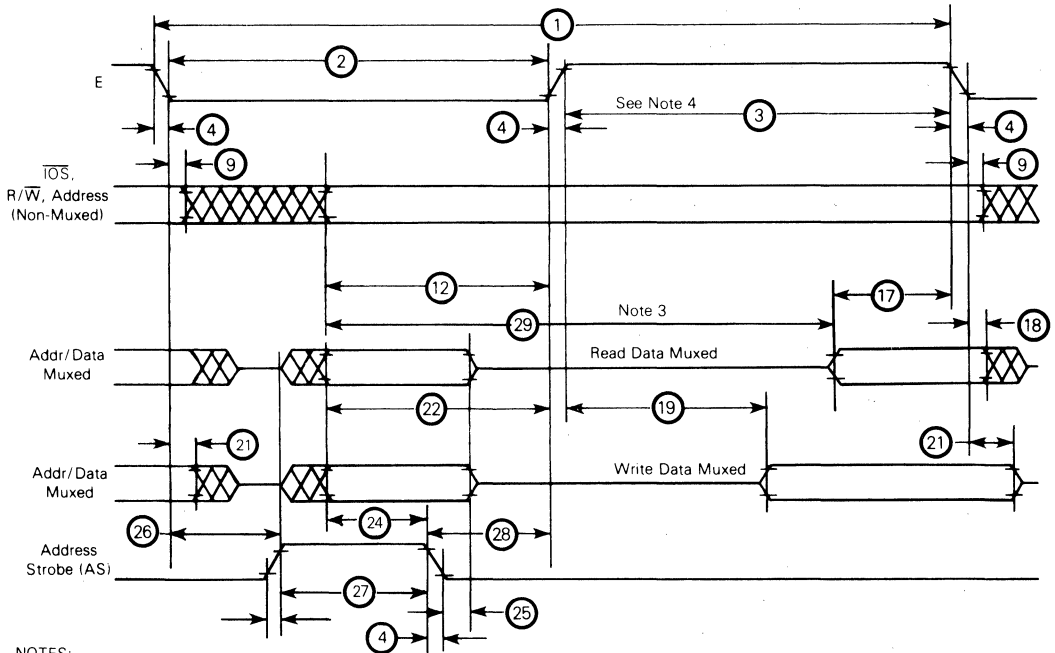 1
2
E
See Note 4
3
4
4
4
9
9
IOS,
R/W, Address
(Non-Muxed)
12
17
Note 3
29
18
Addr/Data
Muxed
Read Data Muxed
19
22
21
21
Addr/Data
Muxed
Write Data Muxed
26
24
28
Address
Strobe (AS)
27
25
4
NOTES: